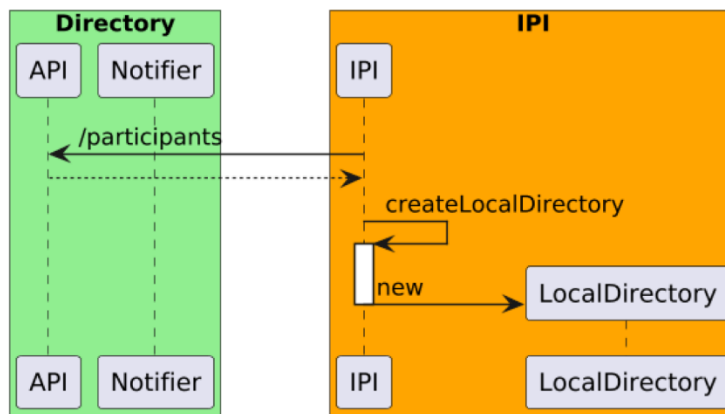 Directory
IPI
API
Notifier
IPI
/participants
createLocalDirectory
new
LocalDirectory
API
Notifier
IPI
LocalDirectory